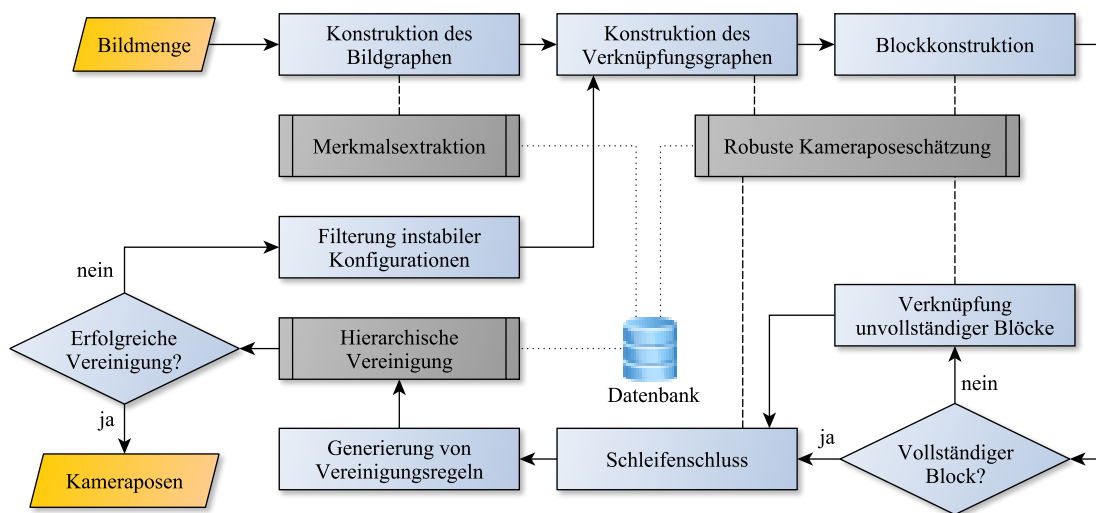 Bildmenge
Konstruktion des
Bildgraphen
Konstruktion des
Verknüpfungsgraphen
Blockkonstruktion
Merkmalsextraktion
Robuste Kameraposeschätzung
Filterung instabiler
Konfigurationen
nein
Erfolgreiche
Vereinigung?
Hierarchische
Vereinigung
Datenbank
Verknüpfung
unvollständiger Blöcke
nein
ja
Kameraposen
Generierung von
Vereinigungsregeln
Schleifenschluss
ja
Vollständiger
Block?